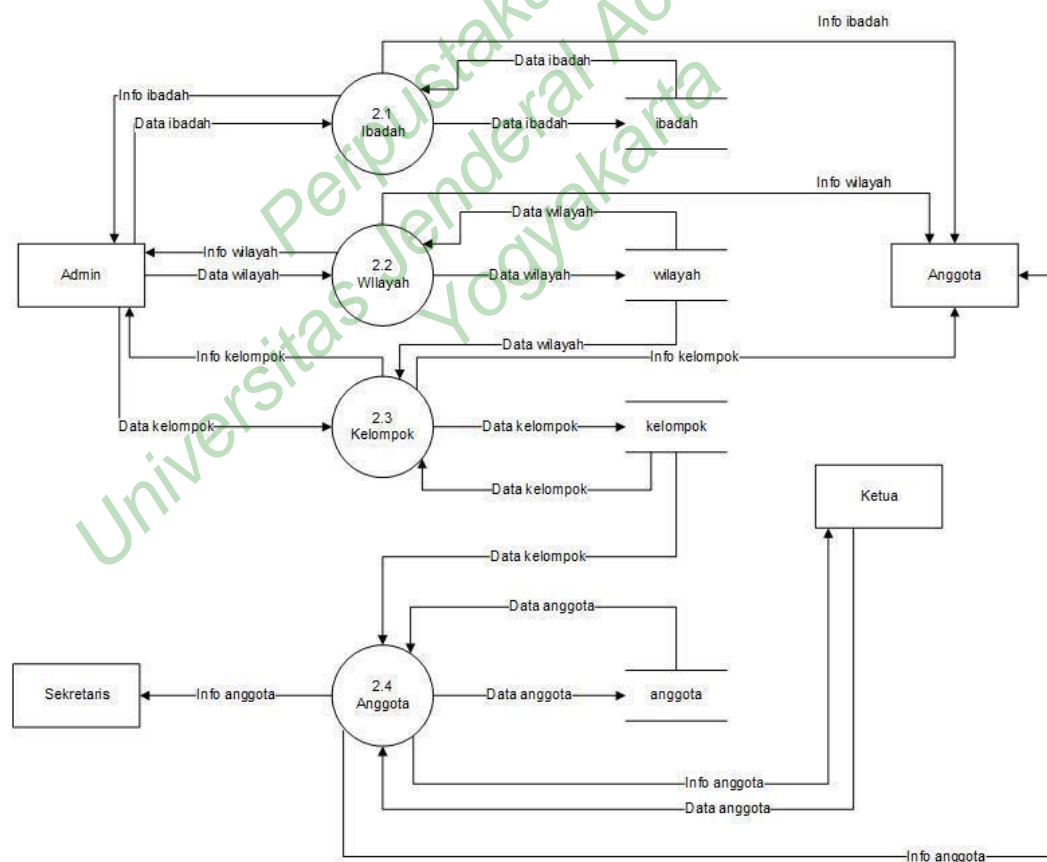 Info ibadah
Data ibadah
Info ibadah
2.1
Ibadah
Data ibadah
Data ibadah
ibadah
Info wilayah
Data wilayah
Admin
Info wilayah
Data wilayah
2.2
WIlayah
Data wilayah
wilayah
Anggota
Data wilayah
Info kelompok
Info kelompok
2.3
Kelompok
Data kelompok
Data kelompok
kelompok
Data kelompok
Ketua
Data kelompok
Data anggota
Sekretaris
Info anggota
2.4
Anggota
Data anggota
anggota
Info anggota
Data anggota
Info anggota
Perpustaka
Universitas Jenderal Ac
Yogyakarta